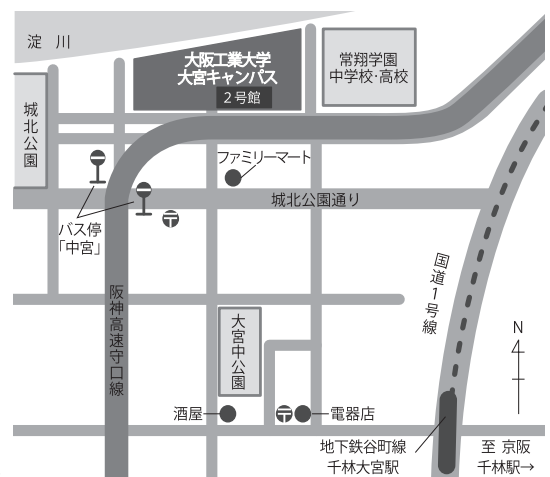 淀 川
大阪工業大学
大宮キャンパス
2号館
常翔学園
中学校・高校
城北公園
ファミリーマート
城北公園通り
バス停
「中宮」
国道1号線
阪神高速守口線
大宮中公園
N
酒屋
電器店
地下鉄谷町線
千林大宮駅
至 京阪
千林駅→